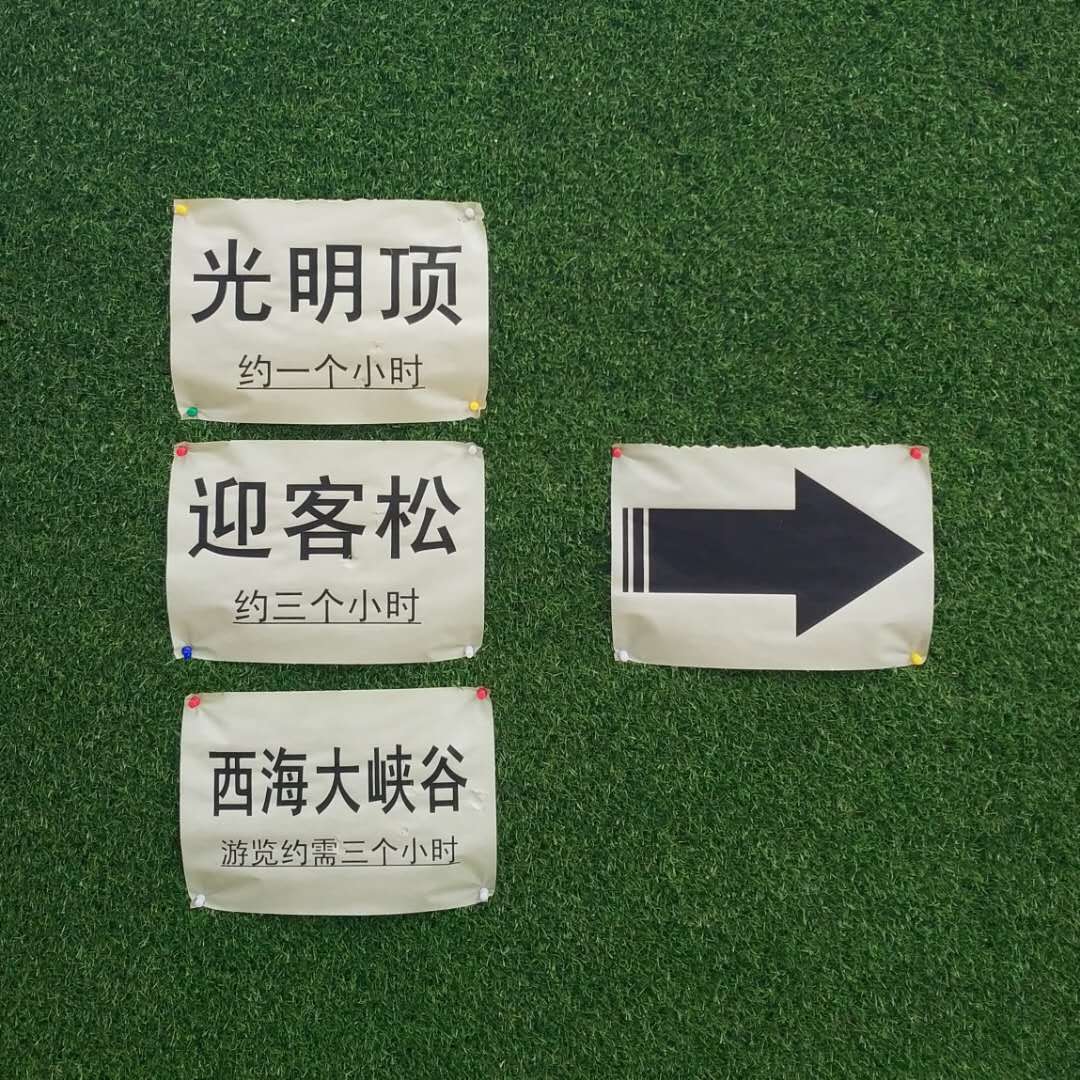 光明顶
约一个小时
迎客松
约三个小时
西海大峡谷
游览约需三个小时